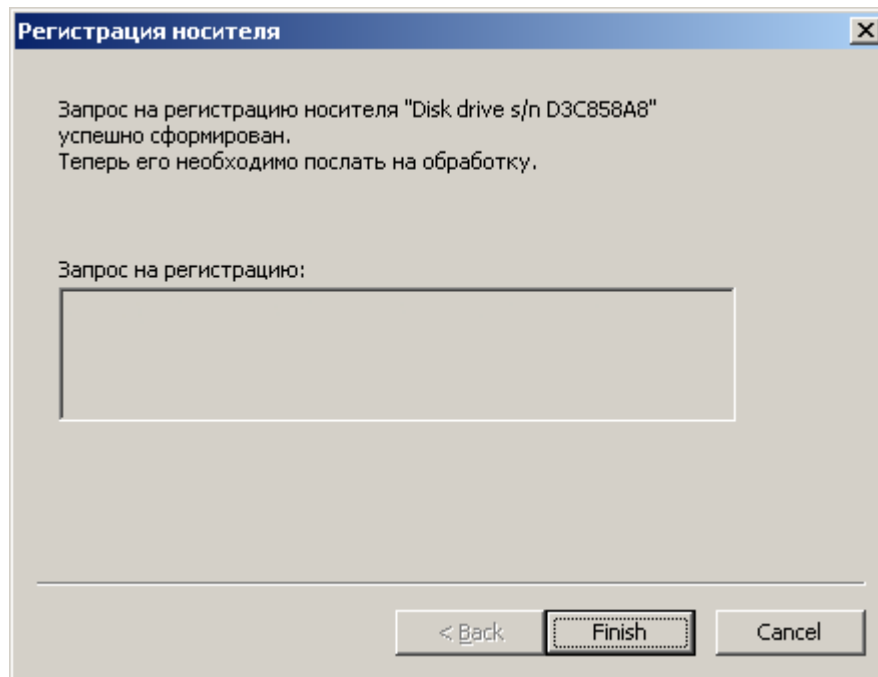 Регистрация носителя
Запрос на регистрацию носителя "Disk drive s/n D3C858A8"
успешно сформирован.
Теперь его необходимо послать на обработку.
Запрос на регистрацию:
< Back
Finish
Cancel